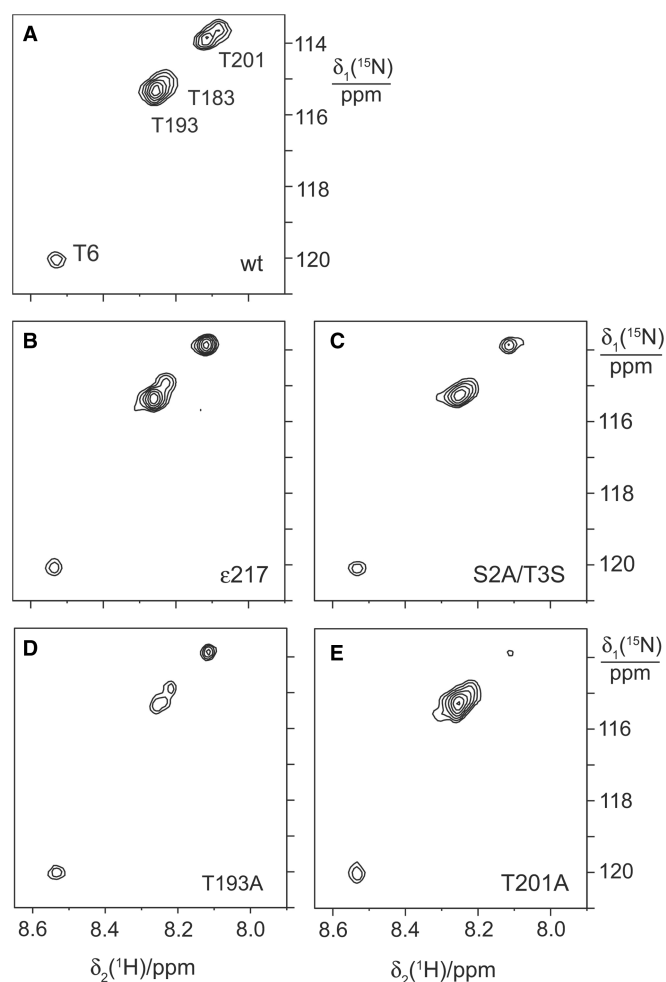 A
T201
T183
T193
T6
wt
114
116
118
120
δ1(15N)
ppm
B
ε217
C
S2A/T3S
δ1(15N)
ppm
116
118
120
D
T193A
E
T201A
δ1(15N)
ppm
116
118
120
8.6 8.4 8.2 8.0
8.6 8.4 8.2 8.0
δ2(1H)/ppm
δ2(1H)/ppm